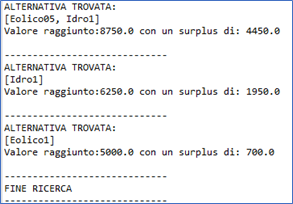 ALTERNATIVA TROVATA:
[Eolico05, Idro1]
Valore raggiunto:8750.0 con un surplus di: 4450.0
----------------------------
ALTERNATIVA TROVATA:
[Idro1]
Valore raggiunto:6250.0 con un surplus di: 1950.0
----------------------------
ALTERNATIVA TROVATA:
[Eolico1]
Valore raggiunto:5000.0 con un surplus di: 700.0
----------------------------
FINE RICERCA
----------------------------